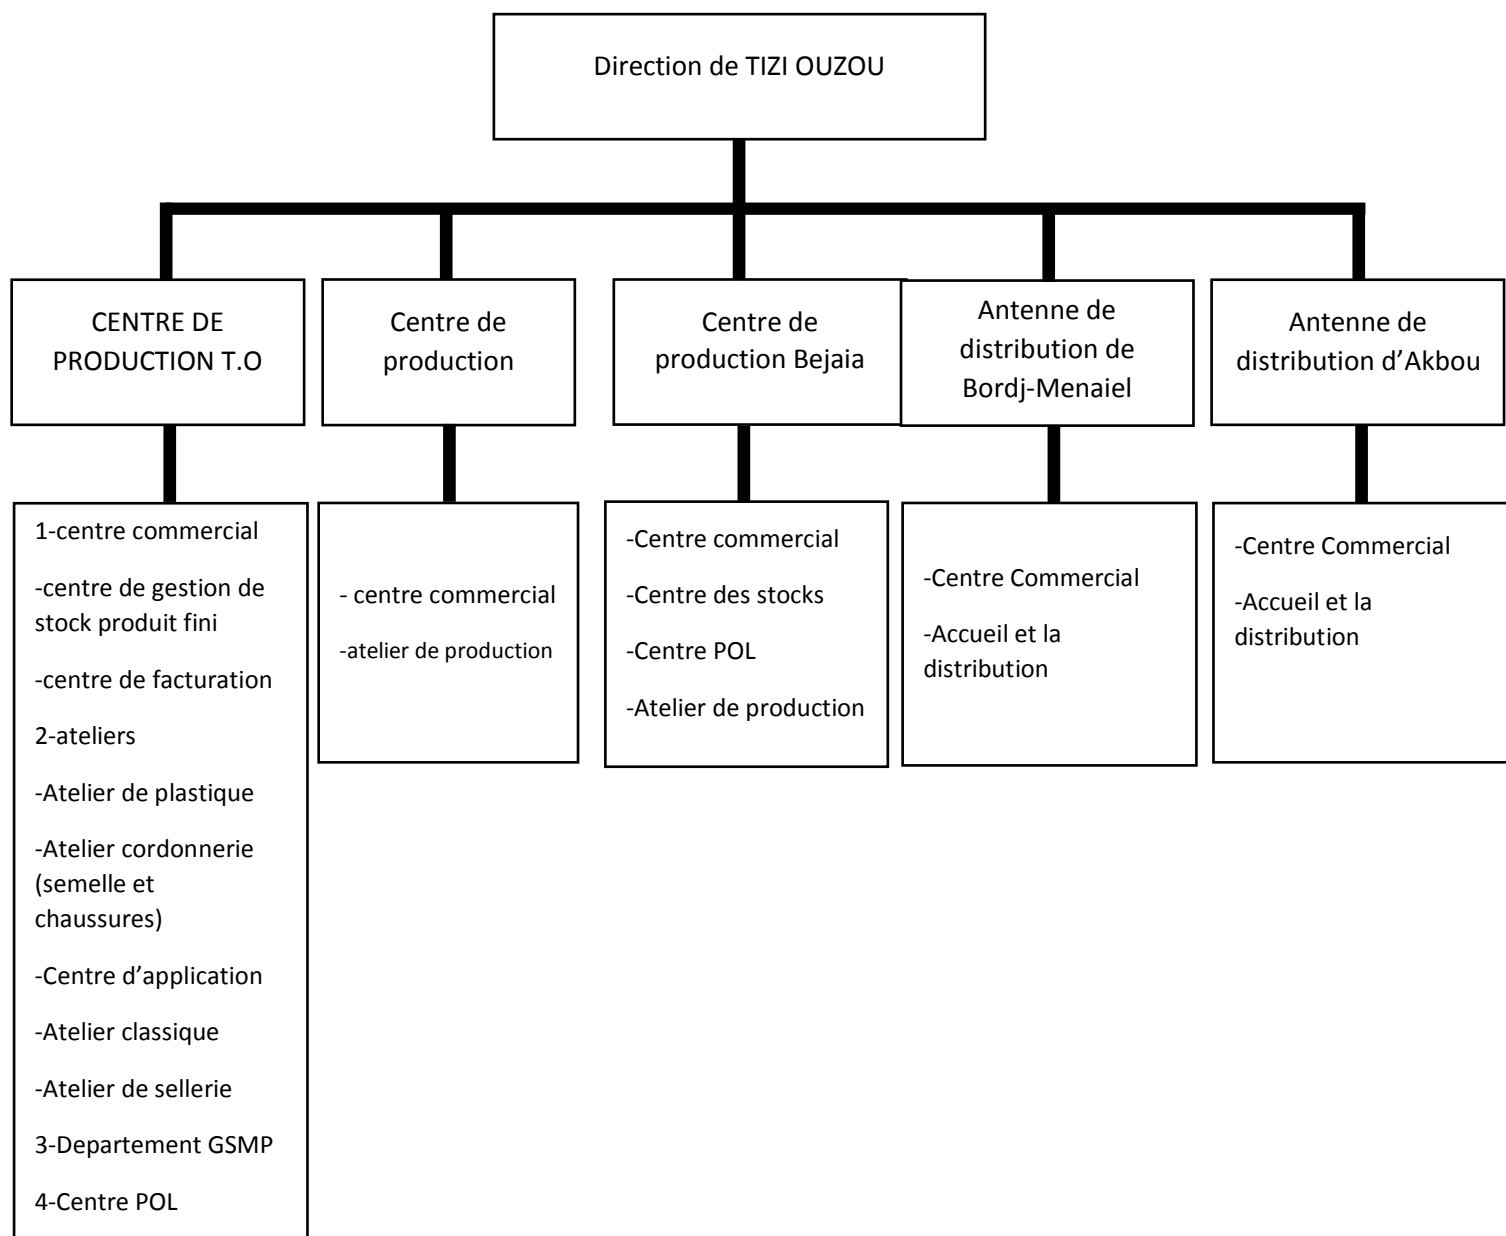 Direction de TIZI OUZOU
CENTRE DE
PRODUCTION T.O
Centre de
production
Centre de
production Bejaia
Antenne de
distribution de
Bordj-Menaiel
Antenne de
distribution d’Akbou
1-centre commercial
-centre de gestion de
stock produit fini
-centre de facturation
2-ateliers
-Atelier de plastique
-Atelier cordonnerie
(semelle et
chaussures)
-Centre d’application
-Atelier classique
-Atelier de sellerie
3-Departement GSMP
4-Centre POL
- centre commercial
-atelier de production
-Centre commercial
-Centre des stocks
-Centre POL
-Atelier de production
-Centre Commercial
-Accueil et la
distribution
-Centre Commercial
-Accueil et la
distribution